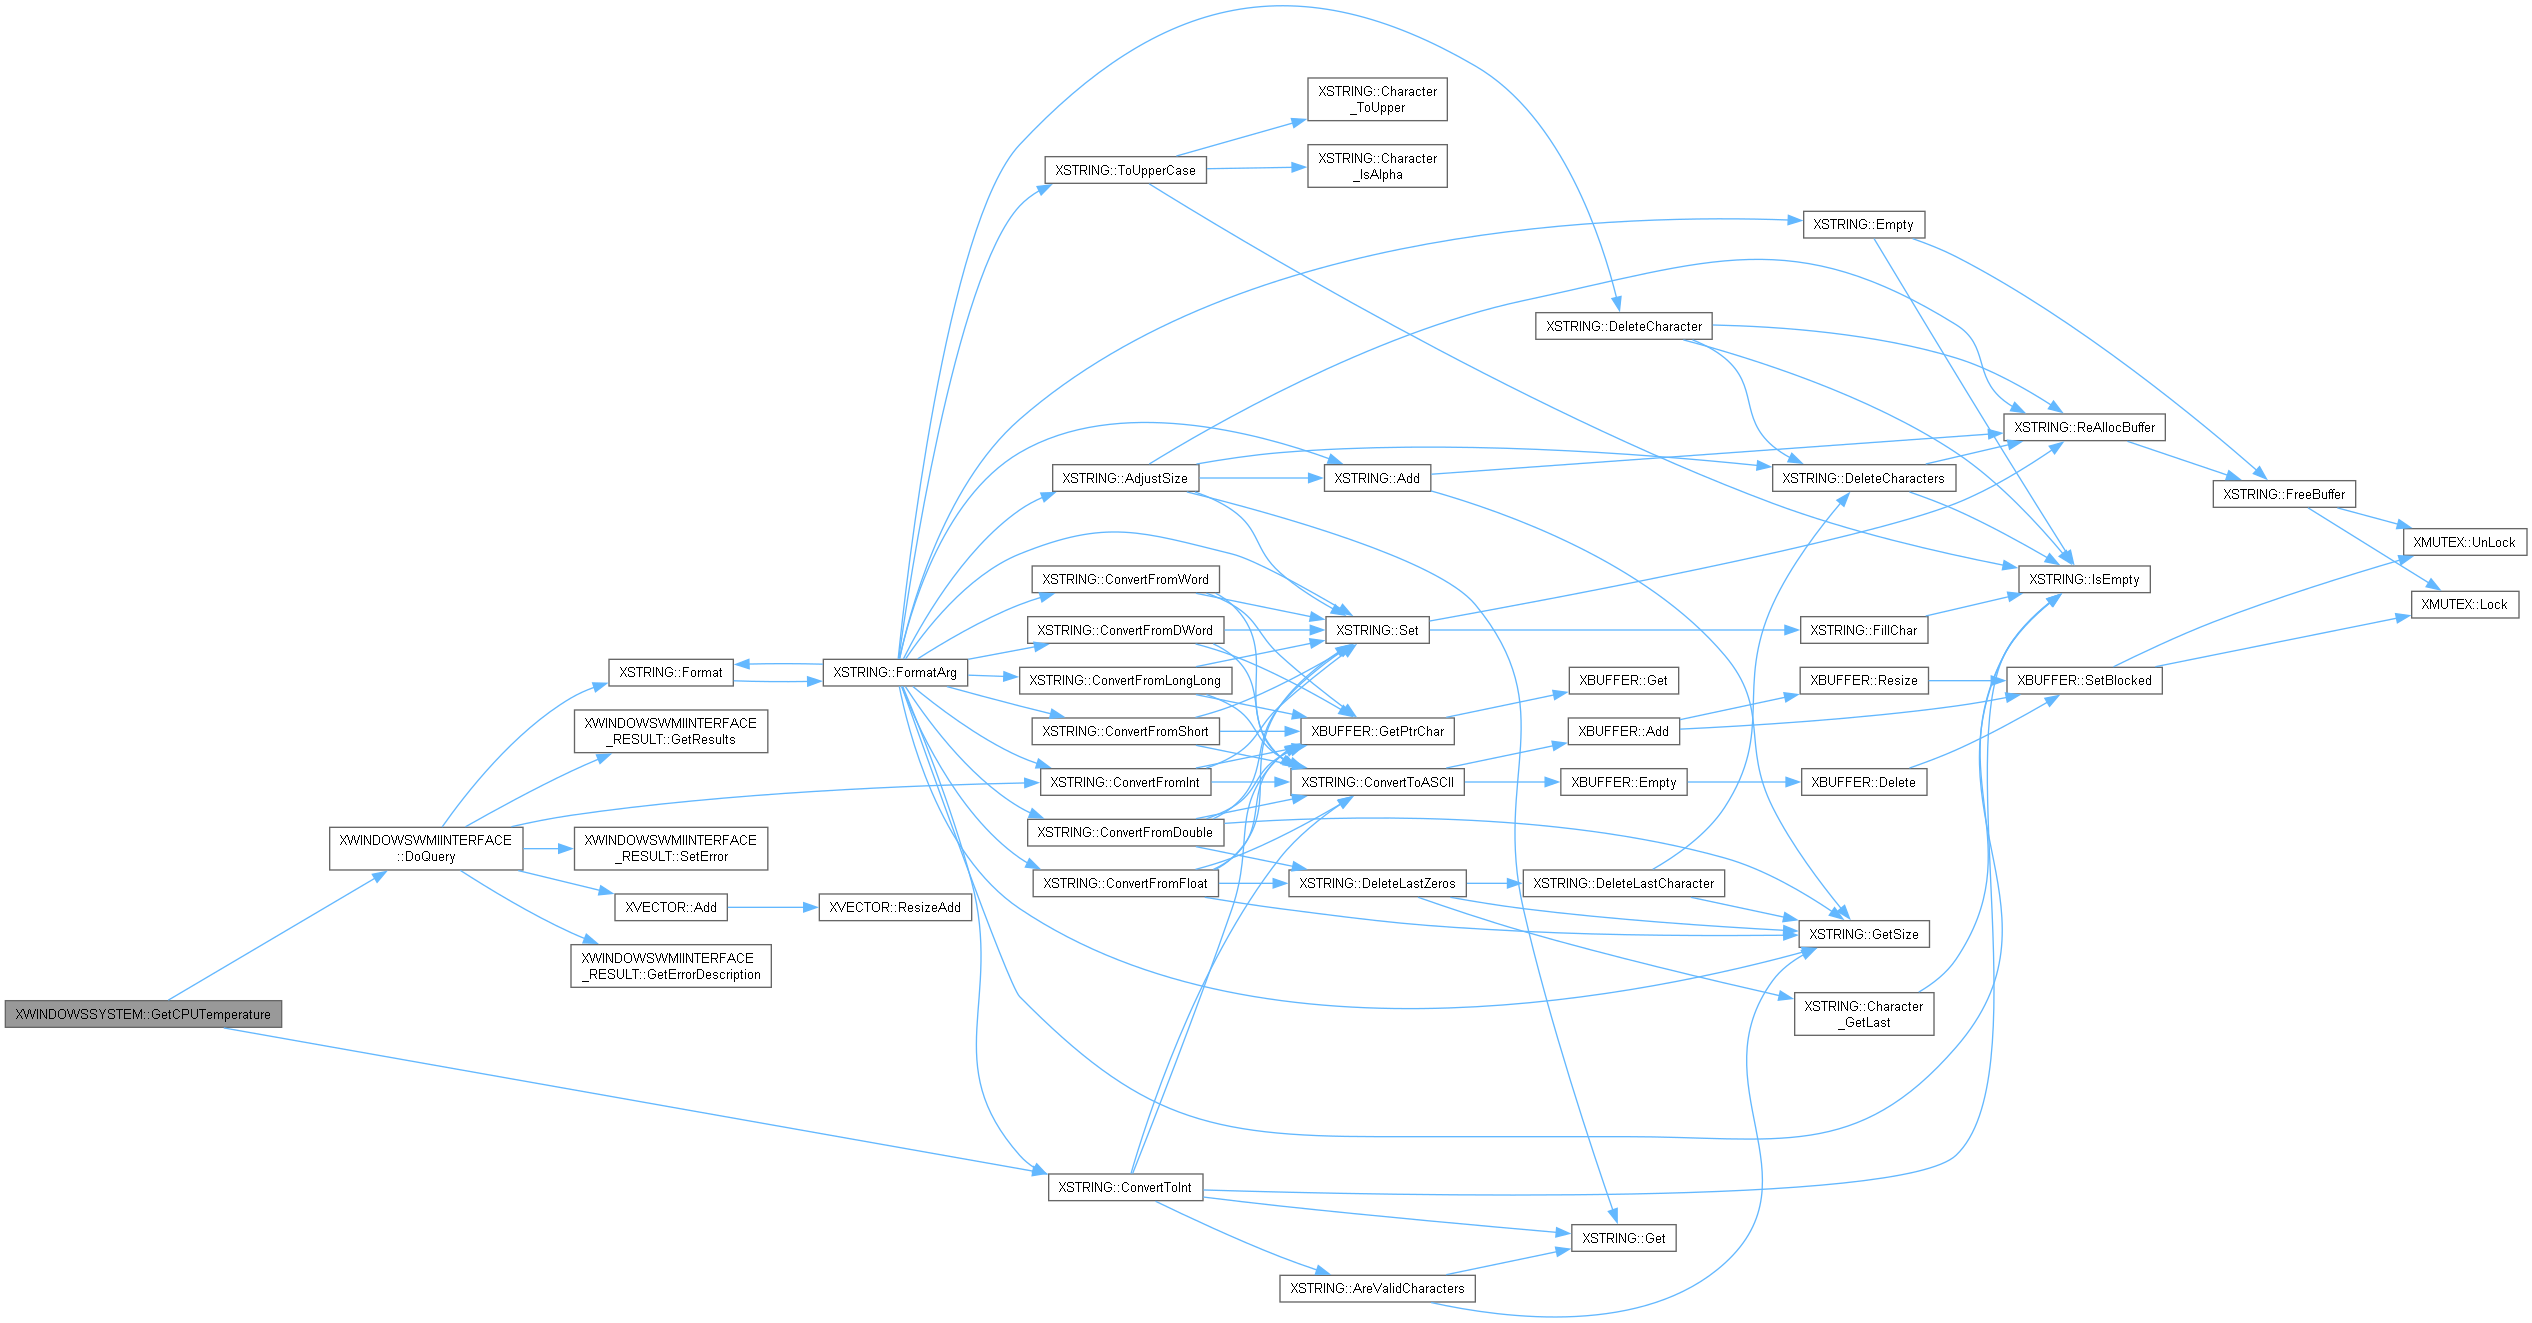 XSTRING::Character
_ToUpper
XSTRING::Character
_IsAlpha
XSTRING::ToUpperCase
XSTRING::Empty
XSTRING::DeleteCharacter
XSTRING::ReAllocBuffer
XSTRING::AdjustSize
XSTRING::Add
XSTRING::DeleteCharacters
XSTRING::FreeBuffer
XMUTEX::UnLock
XSTRING::ConvertFromWord
XSTRING::IsEmpty
XMUTEX::Lock
XSTRING::ConvertFromDWord
XSTRING::Set
XSTRING::FillChar
XSTRING::Format
XSTRING::FormatArg
XSTRING::ConvertFromLongLong
XBUFFER::Get
XBUFFER::Resize
XBUFFER::SetBlocked
XWINDOWSWMIINTERFACE
_RESULT::GetResults
XSTRING::ConvertFromShort
XBUFFER::GetPtrChar
XBUFFER::Add
XSTRING::ConvertFromInt
XSTRING::ConvertToASCII
XBUFFER::Empty
XBUFFER::Delete
XWINDOWSWMIINTERFACE
::DoQuery
XWINDOWSWMIINTERFACE
_RESULT::SetError
XSTRING::ConvertFromDouble
XSTRING::ConvertFromFloat
XSTRING::DeleteLastZeros
XSTRING::DeleteLastCharacter
XVECTOR::Add
XVECTOR::ResizeAdd
XSTRING::GetSize
XWINDOWSWMIINTERFACE
_RESULT::GetErrorDescription
XWINDOWSSYSTEM::GetCPUTemperature
XSTRING::Character
_GetLast
XSTRING::ConvertToInt
XSTRING::Get
XSTRING::AreValidCharacters